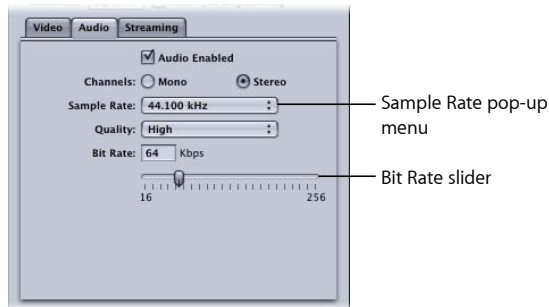 Video Audio Streaming
Audio Enabled
Channels: Mono Stereo
Sample Rate: 44.100 kHz
Sample Rate pop-up
menu
Quality: High
Bit Rate: 64 Kbps
Bit Rate slider
16 256